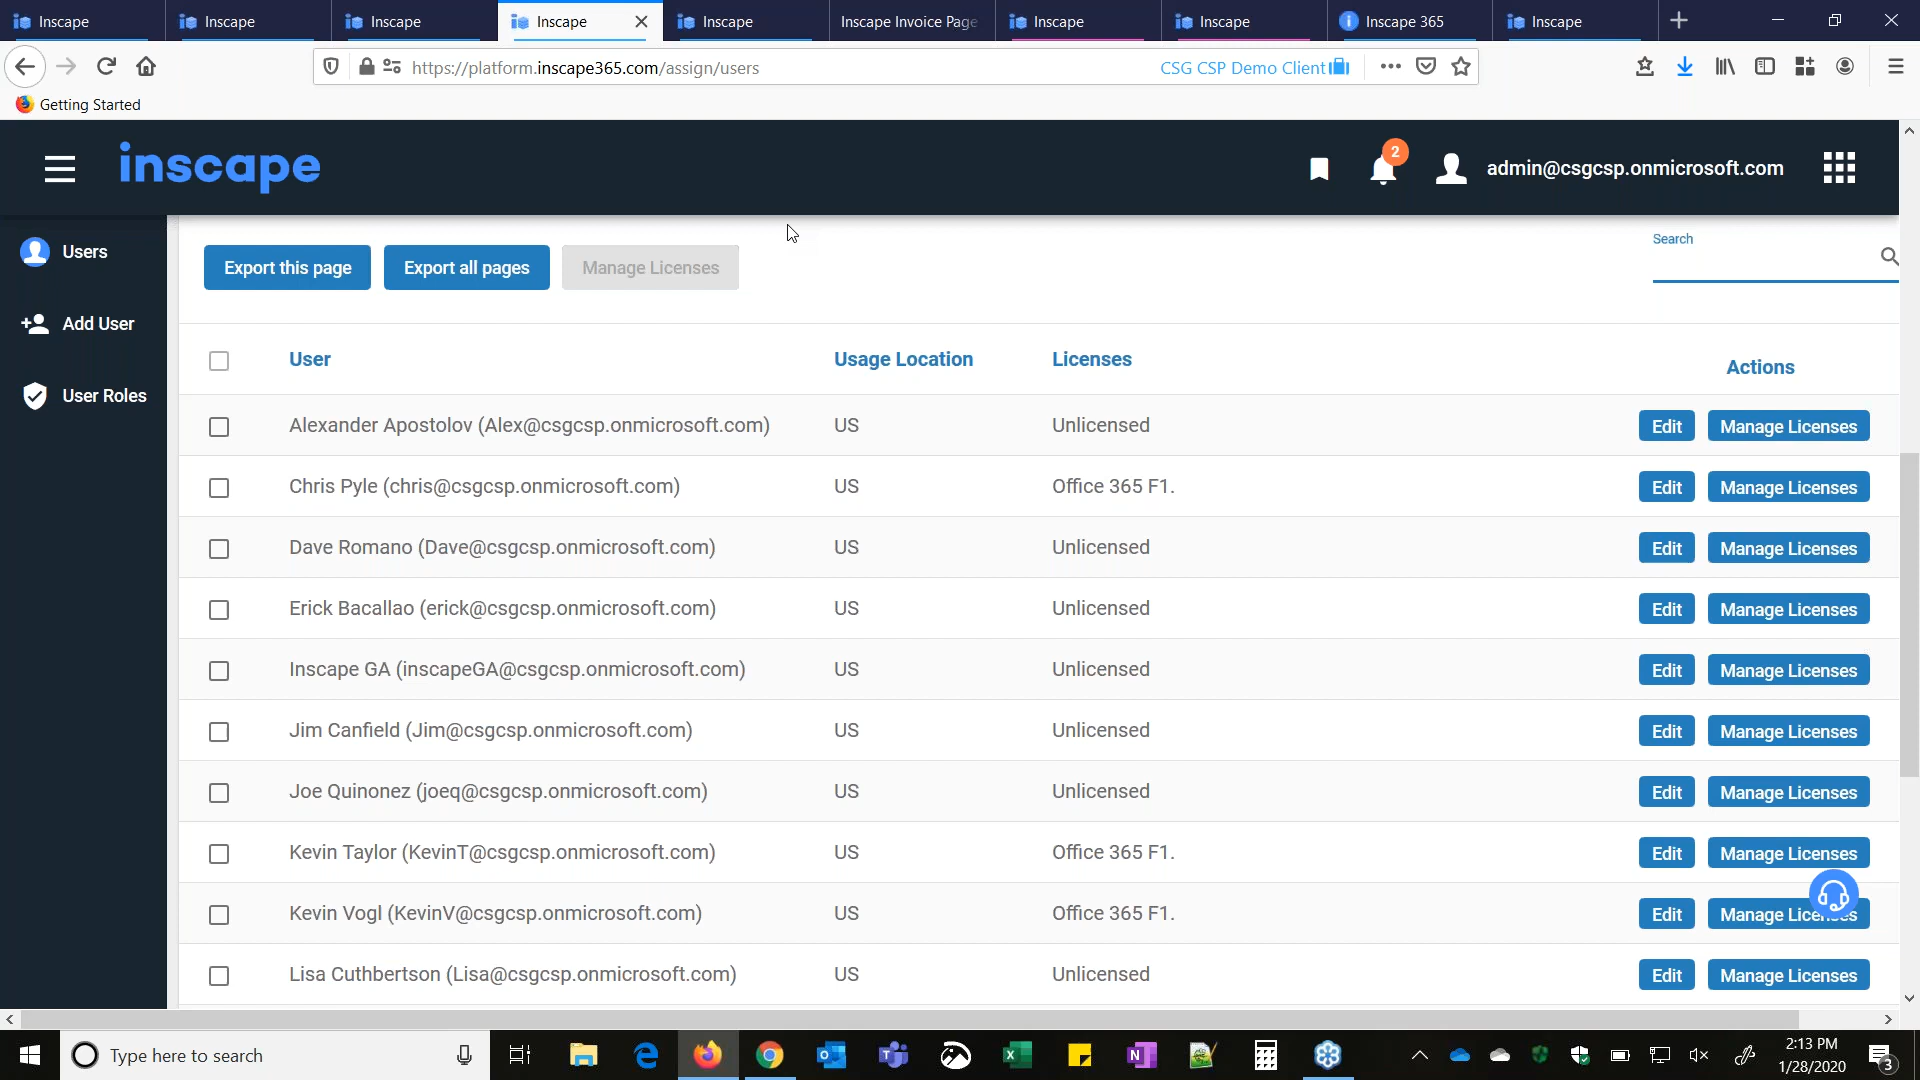 Inscape Inscape Inscape Inscape Inscape Inscape Invoice Page Inscape Inscape Inscape 365 Inscape
https://platform.inscape365.com/assign/users CSG CSP Demo Client
Getting Started
inscape 2 admin@csgcsp.onmicrosoft.com
Users
Add User
User Roles
Export this page Export all pages Manage Licenses Search
User Usage Location Licenses Actions
Alexander Apostolov (Alex@csgcsp.onmicrosoft.com) US Unlicensed Edit Manage Licenses
Chris Pyle (chris@csgcsp.onmicrosoft.com) US Office 365 F1. Edit Manage Licenses
Dave Romano (Dave@csgcsp.onmicrosoft.com) US Unlicensed Edit Manage Licenses
Erick Bacallao (erick@csgcsp.onmicrosoft.com) US Unlicensed Edit Manage Licenses
Inscape GA (inscapeGA@csgcsp.onmicrosoft.com) US Unlicensed Edit Manage Licenses
Jim Canfield (Jim@csgcsp.onmicrosoft.com) US Unlicensed Edit Manage Licenses
Joe Quinonez (joeq@csgcsp.onmicrosoft.com) US Unlicensed Edit Manage Licenses
Kevin Taylor (KevinT@csgcsp.onmicrosoft.com) US Office 365 F1. Edit Manage Licenses
Kevin Vogl (KevinV@csgcsp.onmicrosoft.com) US Office 365 F1. Edit Manage Licenses
Lisa Cuthbertson (Lisa@csgcsp.onmicrosoft.com) US Unlicensed Edit Manage Licenses
Type here to search 2:13 PM
1/28/2020 3